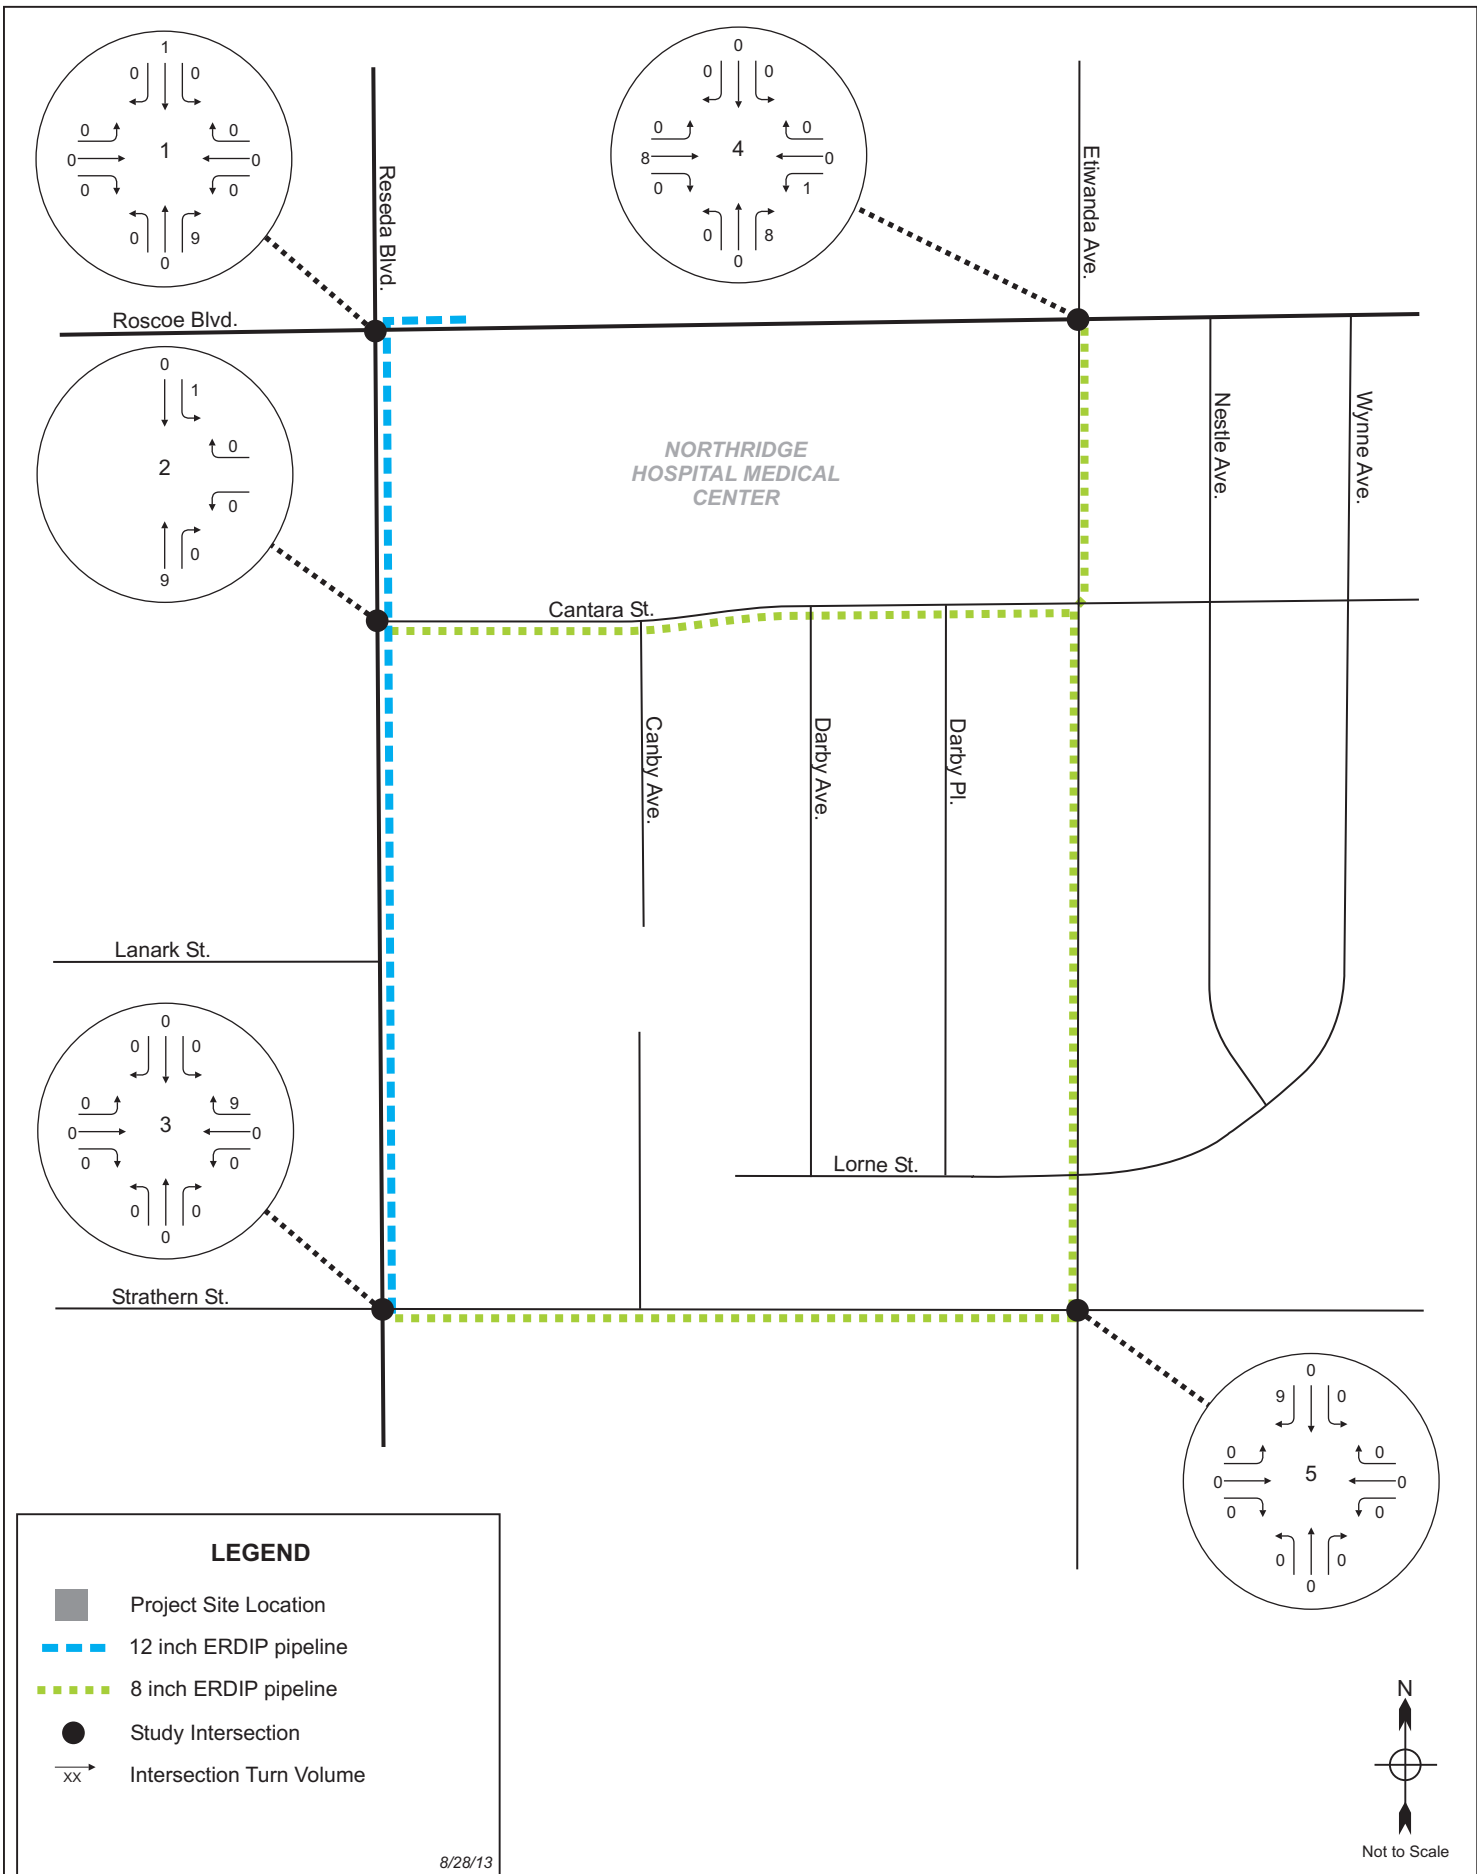 1
0
0
0
0
1
0
0
0
0
0
9
0
0
0
0
0
0
4
8
0
0
1
0
8
0
Reseda Blvd.
Etiwanda Ave.
Roscoe Blvd.
0
1
0
2
0
0
9
NORTHRIDGE
HOSPITAL MEDICAL
CENTER
Nestle Ave.
Wynne Ave.
Cantara St.
Canby Ave.
Darby Ave.
Darby Pl.
Lanark St.
0
0
0
0
9
3
0
0
0
0
0
0
0
Lorne St.
Strathern St.
0
9
0
0
0
5
0
0
0
0
0
0
0
LEGEND
Project Site Location
12 inch ERDIP pipeline
8 inch ERDIP pipeline
Study Intersection
XX
Intersection Turn Volume
8/28/13
N
Not to Scale